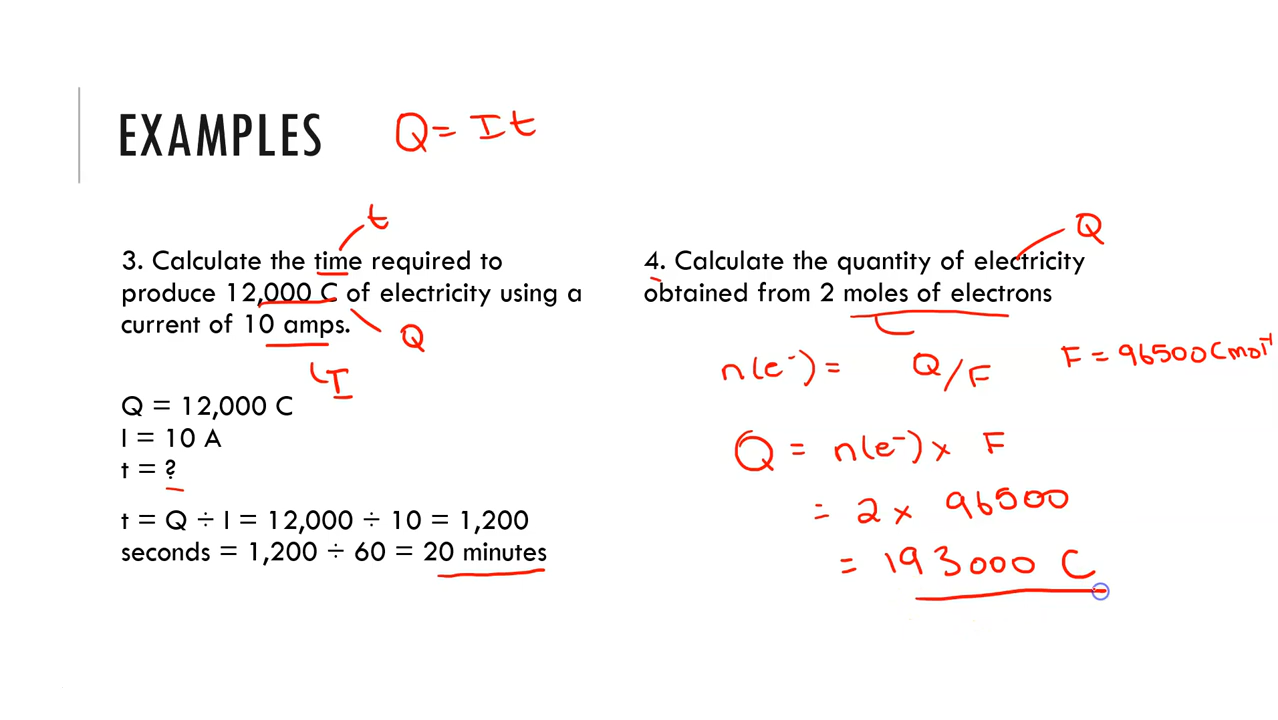 EXAMPLES
Q = It
t
3. Calculate the time required to
produce 12,000 C of electricity using a
current of 10 amps.
Q
I
Q = 12,000 C
I = 10 A
t = ?
t = Q ÷ I = 12,000 ÷ 10 = 1,200
seconds = 1,200 ÷ 60 = 20 minutes
Q
4. Calculate the quantity of electricity
obtained from 2 moles of electrons
n(e⁻) = Q/F
F = 96500 C mol⁻¹
Q = n(e⁻) × F
= 2 × 96500
= 193000 C